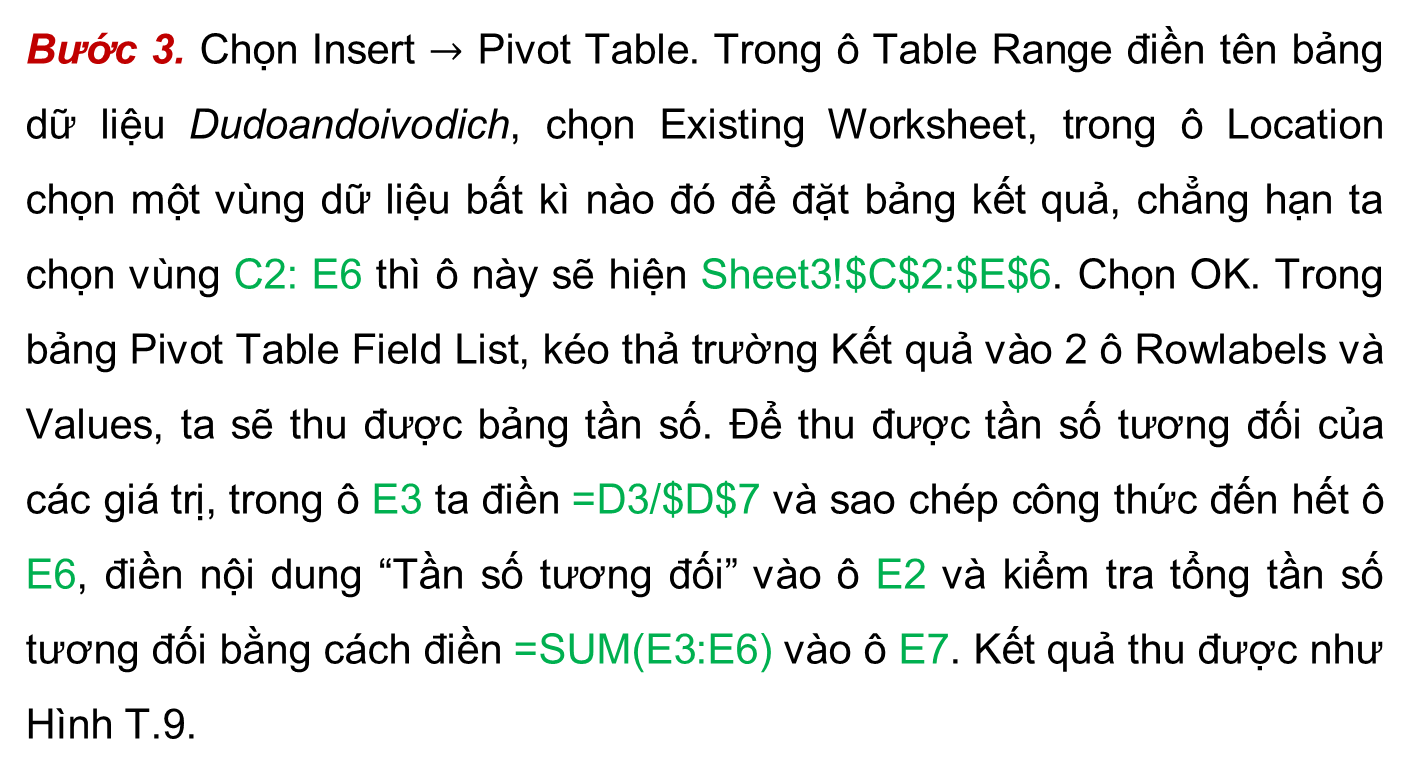 Bước 3. Chọn Insert → Pivot Table. Trong ô Table Range điền tên bảng
dữ liệu Dudoandoivodich, chọn Existing Worksheet, trong ô Location
chọn một vùng dữ liệu bất kì nào đó để đặt bảng kết quả, chẳng hạn ta
chọn vùng C2: E6 thì ô này sẽ hiện Sheet3!$C$2:$E$6. Chọn OK. Trong
bảng Pivot Table Field List, kéo thả trường Kết quả vào 2 ô Rowlabels và
Values, ta sẽ thu được bảng tần số. Để thu được tần số tương đối của
các giá trị, trong ô E3 ta điền =D3/$D$7 và sao chép công thức đến hết ô
E6, điền nội dung “Tần số tương đối” vào ô E2 và kiểm tra tổng tần số
tương đối bằng cách điền =SUM(E3:E6) vào ô E7. Kết quả thu được như
Hình T.9.